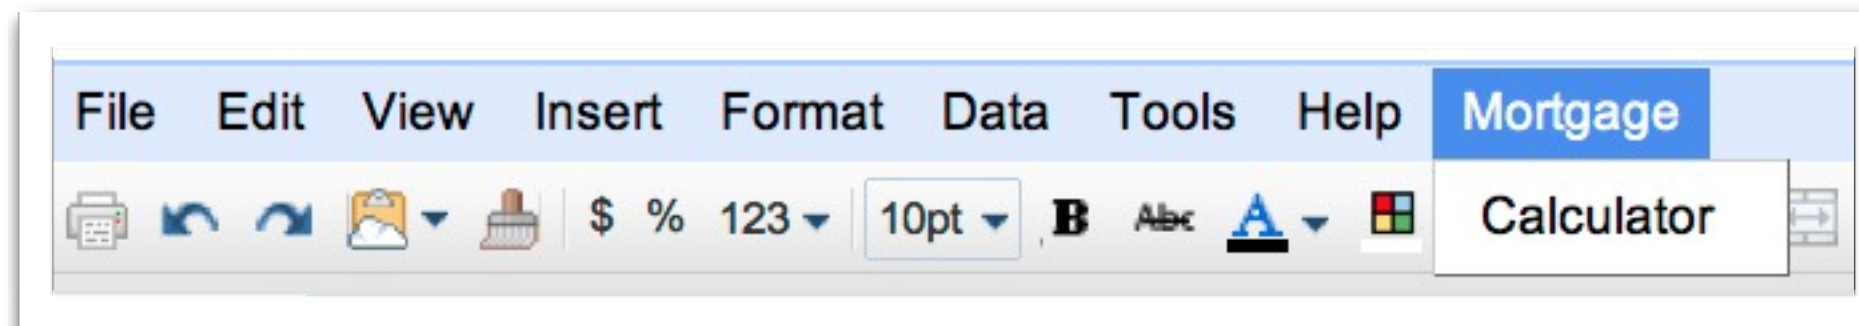 File Edit View Insert Format Data Tools Help Mortgage
$ % 123 10pt B Abc A Calculator